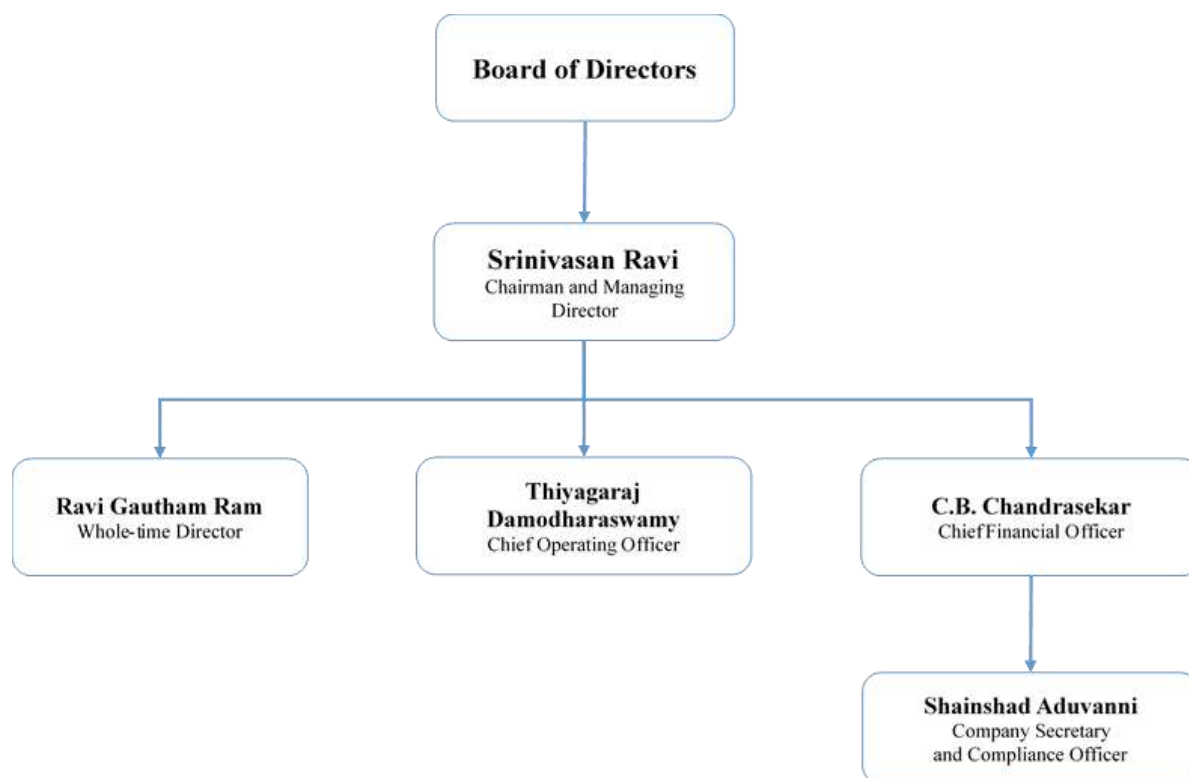 Board of Directors
Srinivasan Ravi
Chairman and Managing
Director
Ravi Gautham Ram
Whole-time Director
Thiyagaraj
Damodharaswamy
Chief Operating Officer
C.B. Chandrasekar
Chief Financial Officer
Shainshad Aduvanni
Company Secretary
and Compliance Officer